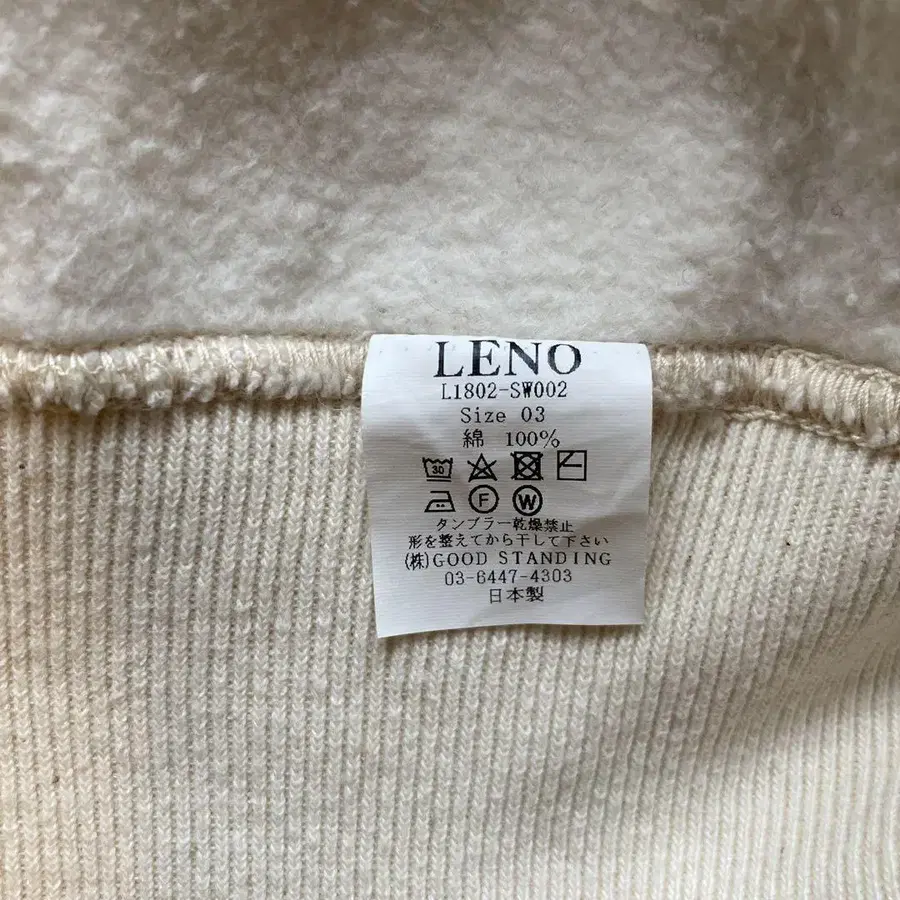 LENO
L1802-SW002
Size 03
綿 100%
30
F W
タンブラー乾燥禁止
形を整えてから干して下さい
(株)GOOD STANDING
03-6447-4303
日本製